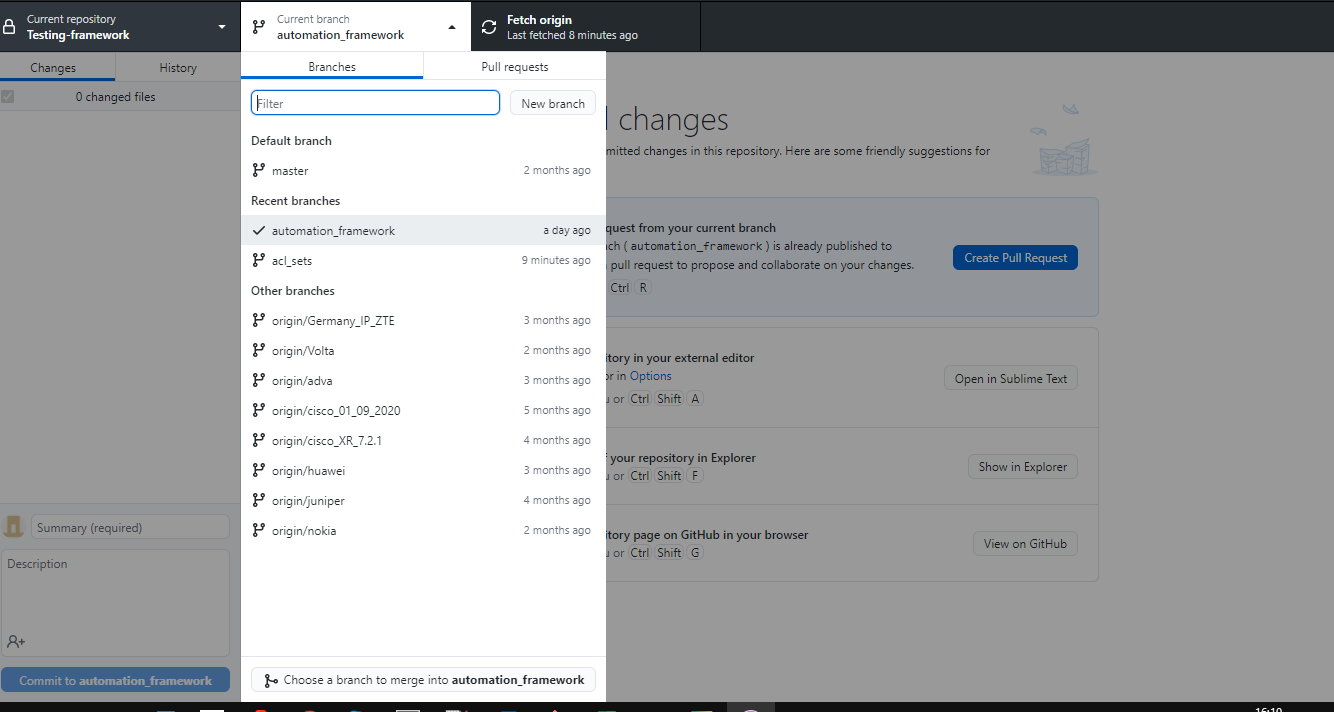 Current repository
Testing-framework
Current branch
automation_framework
Fetch origin
Last fetched 8 minutes ago
Changes
History
Branches
Pull requests
0 changed files
Filter
New branch
changes
Default branch
master 2 months ago
mitted changes in this repository. Here are some friendly suggestions for
Recent branches
automation_framework a day ago
acl_sets 9 minutes ago
Other branches
origin/Germany_IP_ZTE 3 months ago
origin/Volta 2 months ago
origin/adva 3 months ago
origin/cisco_01_09_2020 5 months ago
origin/cisco_XR_7.2.1 4 months ago
origin/huawei 3 months ago
origin/juniper 4 months ago
origin/nokia 2 months ago
quest from your current branch
ch ( automation_framework ) is already published to
pull request to propose and collaborate on your changes.
Ctrl R
Create Pull Request
tory in your external editor
or in Options
u or Ctrl Shift A
Open in Sublime Text
f your repository in Explorer
u or Ctrl Shift F
Show in Explorer
tory page on GitHub in your browser
u or Ctrl Shift G
View on GitHub
Summary (required)
Description
Commit to automation_framework
Choose a branch to merge into automation_framework
16:10